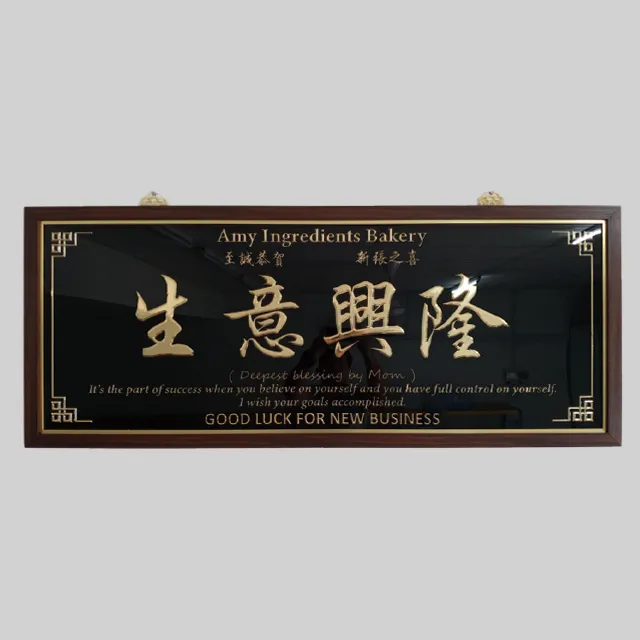 Amy Ingredients Bakery
至誠恭賀 新張之喜
生意興隆
( Deepest blessing by Mom )
It's the part of success when you believe on yourself and you have full control on yourself.
I wish your goals accomplished.
GOOD LUCK FOR NEW BUSINESS